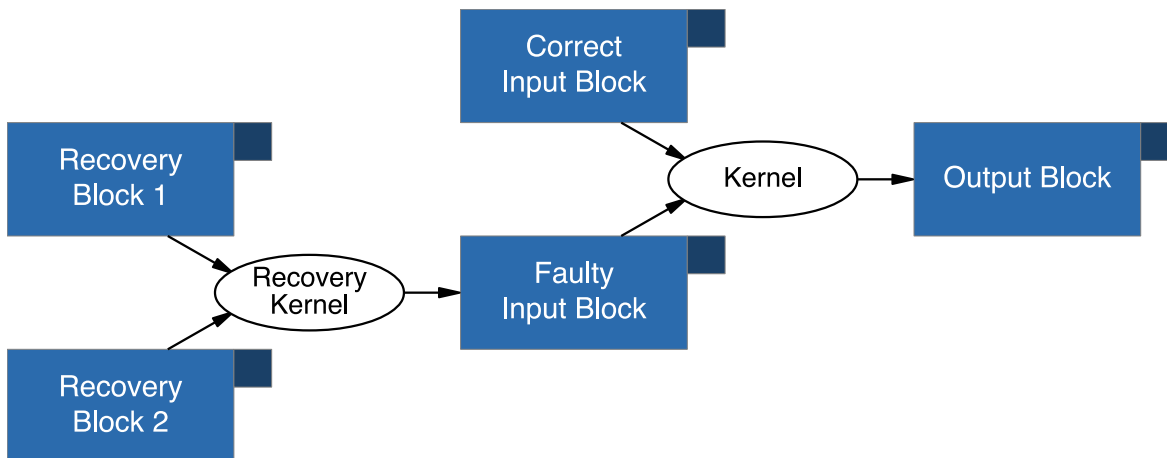 Correct
Input Block
Recovery
Block 1
Kernel
Output Block
Recovery
Kernel
Faulty
Input Block
Recovery
Block 2